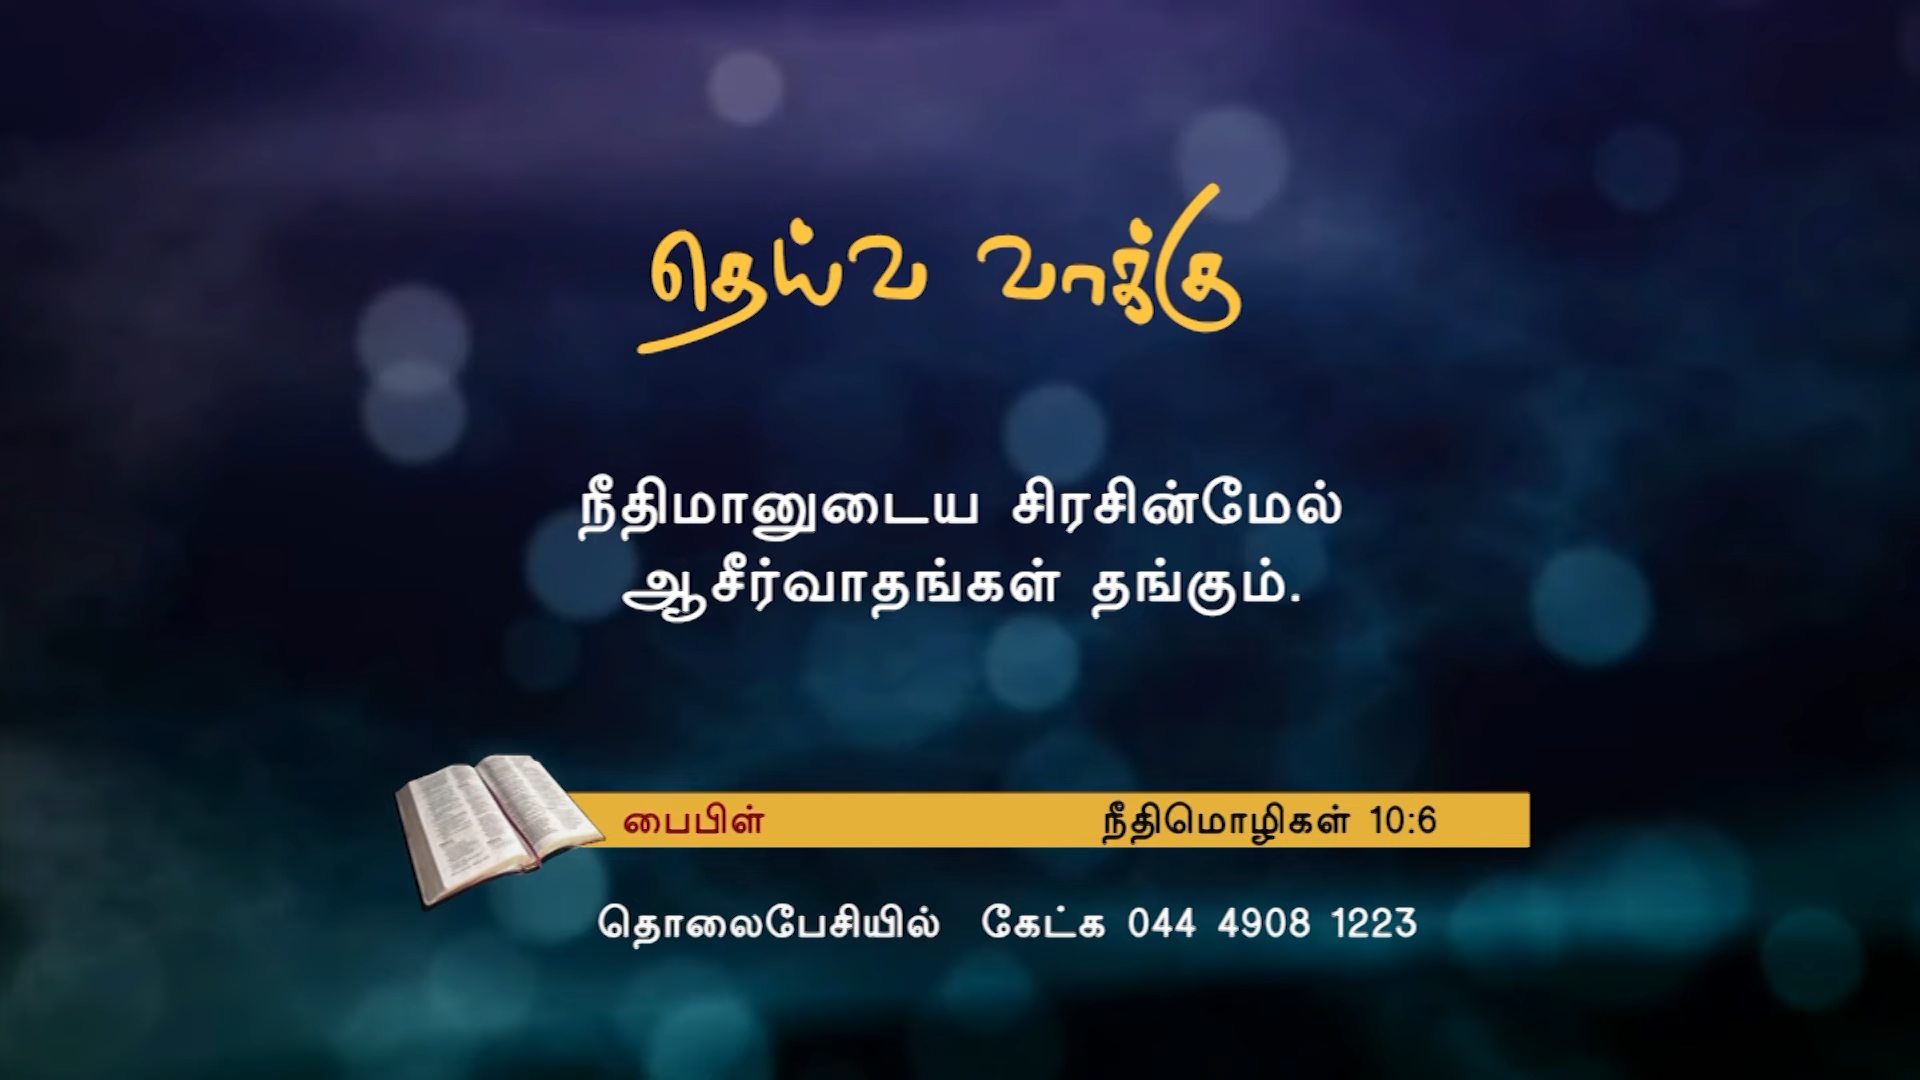 தெய்வ வாக்கு
நீதிமானுடைய சிரசின்மேல்
ஆசீர்வாதங்கள் தங்கும்.
பைபிள் நீதிமொழிகள் 10:6
தொலைபேசியில் கேட்க 044 4908 1223